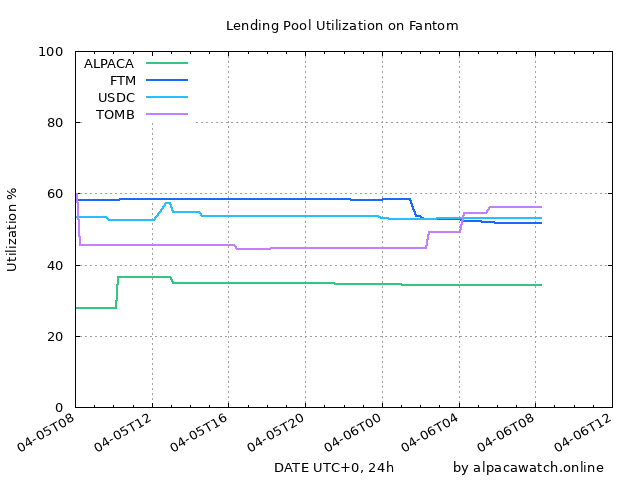 Lending Pool Utilization on Fantom
100
80
60
40
20
0
Utilization %
ALPACA
FTM
USDC
TOMB
04-05T08
04-05T12
04-05T16
04-05T20
04-06T00
04-06T04
04-06T08
04-06T12
DATE UTC+0, 24h
by alpacawatch.online